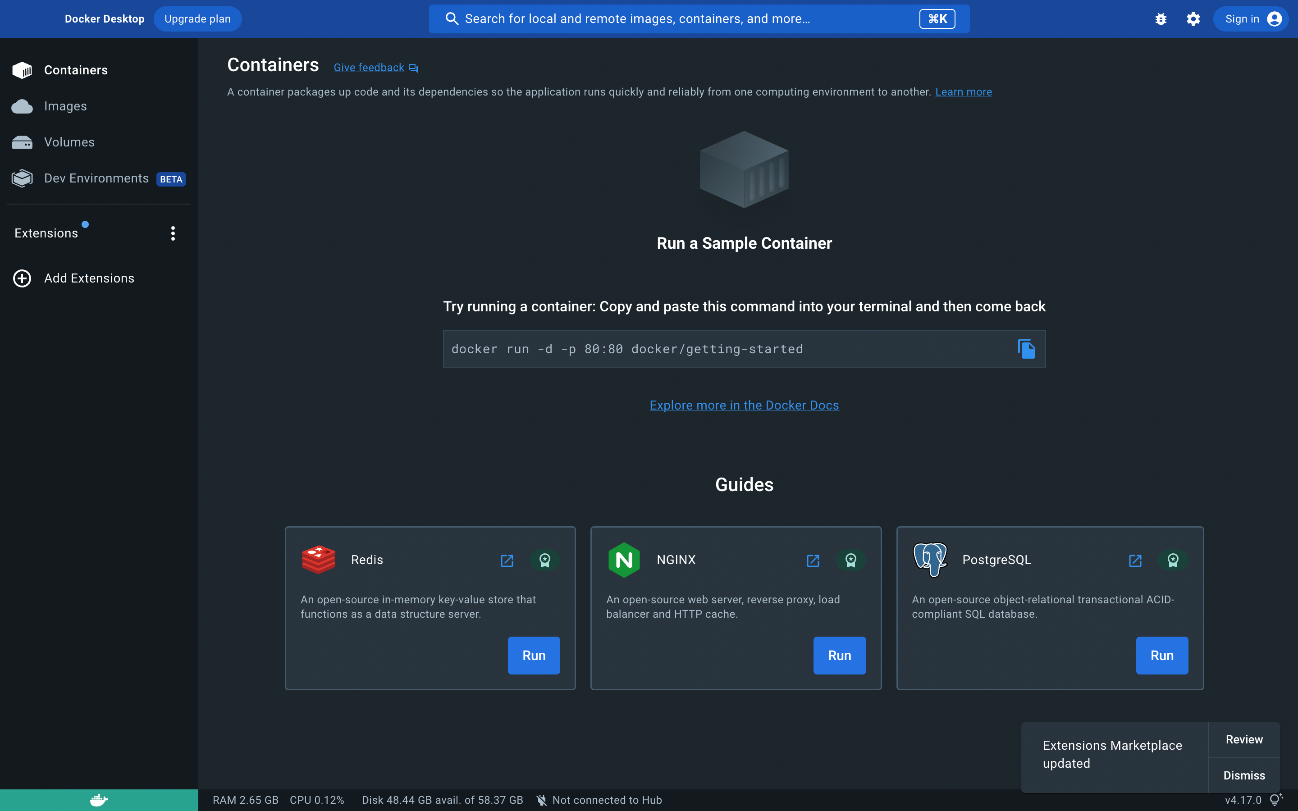 Docker Desktop Upgrade plan Search for local and remote images, containers, and more... ⌘K Sign in
Containers
Images
Volumes
Dev Environments BETA
Extensions
Add Extensions
Containers Give feedback
A container packages up code and its dependencies so the application runs quickly and reliably from one computing environment to another. Learn more
Run a Sample Container
Try running a container: Copy and paste this command into your terminal and then come back
docker run -d -p 80:80 docker/getting-started
Explore more in the Docker Docs
Guides
Redis
An open-source in-memory key-value store that
functions as a data structure server.
Run
NGINX
An open-source web server, reverse proxy, load
balancer and HTTP cache.
Run
PostgreSQL
An open-source object-relational transactional ACID-
compliant SQL database.
Run
Extensions Marketplace
updated
Review
Dismiss
RAM 2.65 GB CPU 0.12% Disk 48.44 GB avail. of 58.37 GB Not connected to Hub v4.17.0